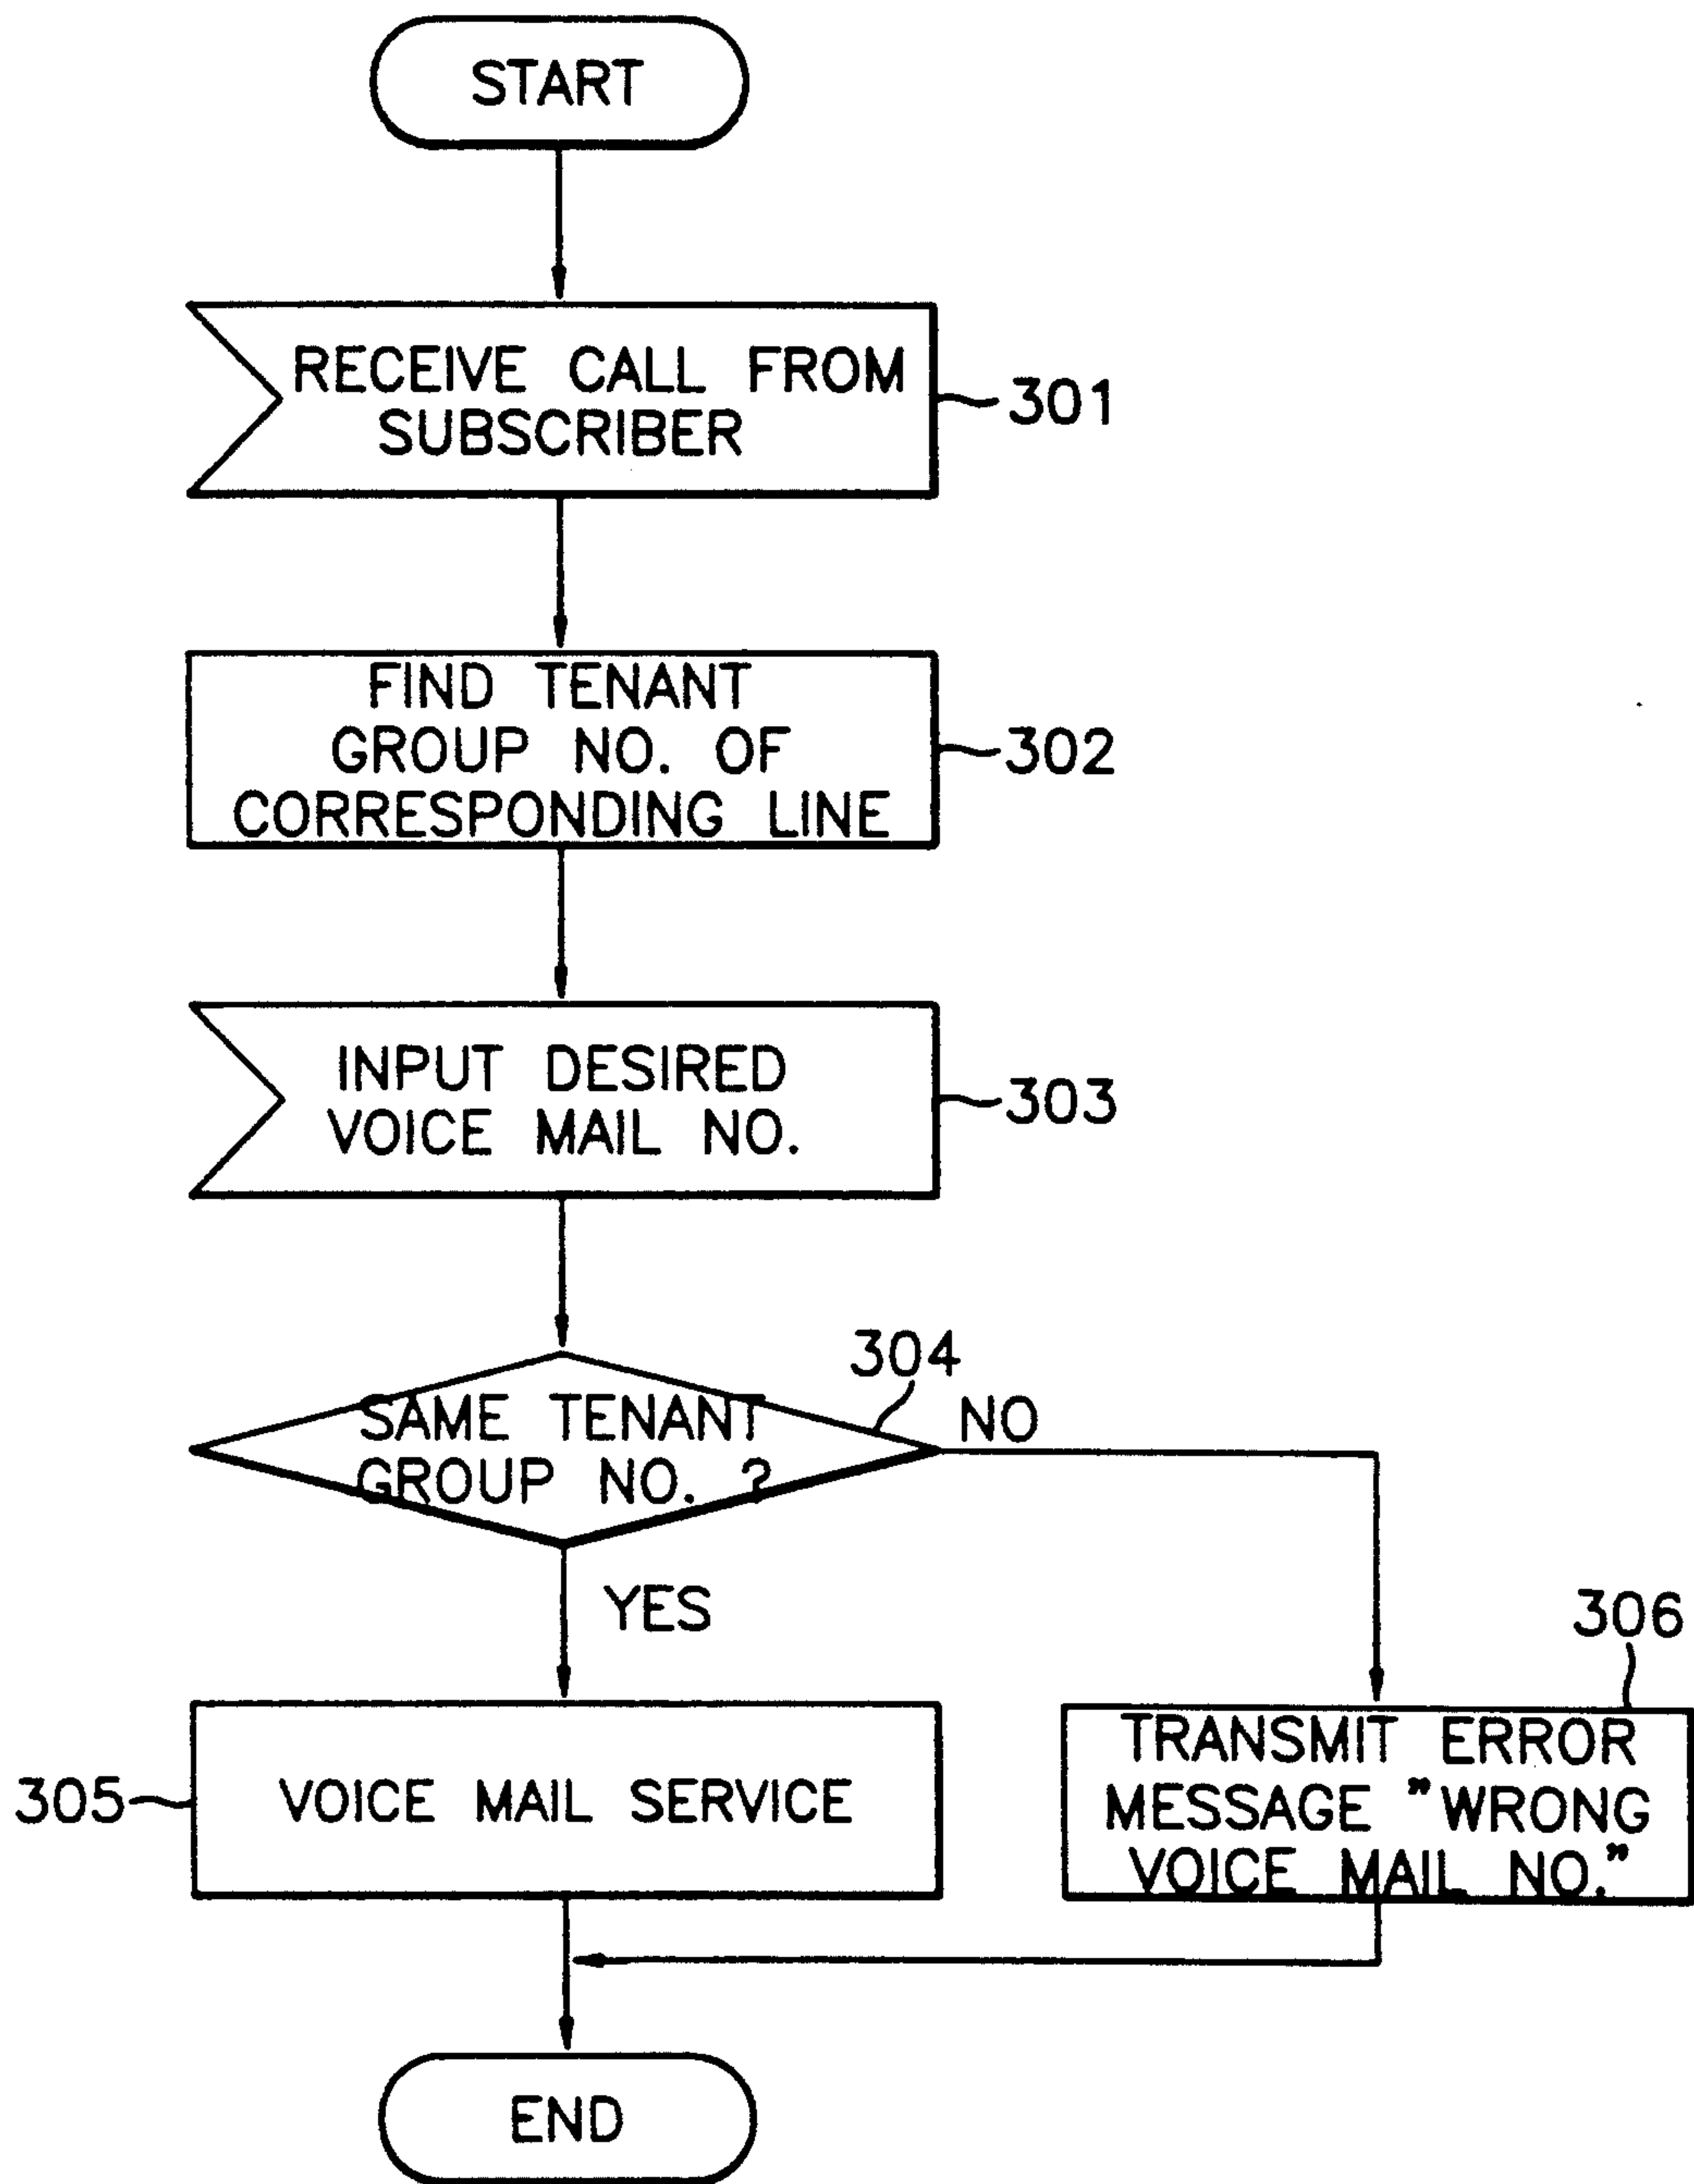 START
RECEIVE CALL FROM
SUBSCRIBER
301
FIND TENANT
GROUP NO. OF
CORRESPONDING LINE
302
INPUT DESIRED
VOICE MAIL NO.
303
304
SAME TENANT
GROUP NO. ?
NO
YES
306
305
VOICE MAIL SERVICE
TRANSMIT ERROR
MESSAGE "WRONG
VOICE MAIL NO."
END